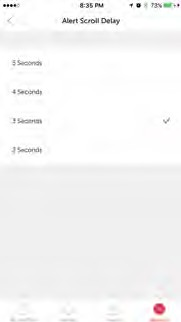 8:35 PM 73%
Alert Scroll Delay
5 Seconds
4 Seconds
3 Seconds
2 Seconds